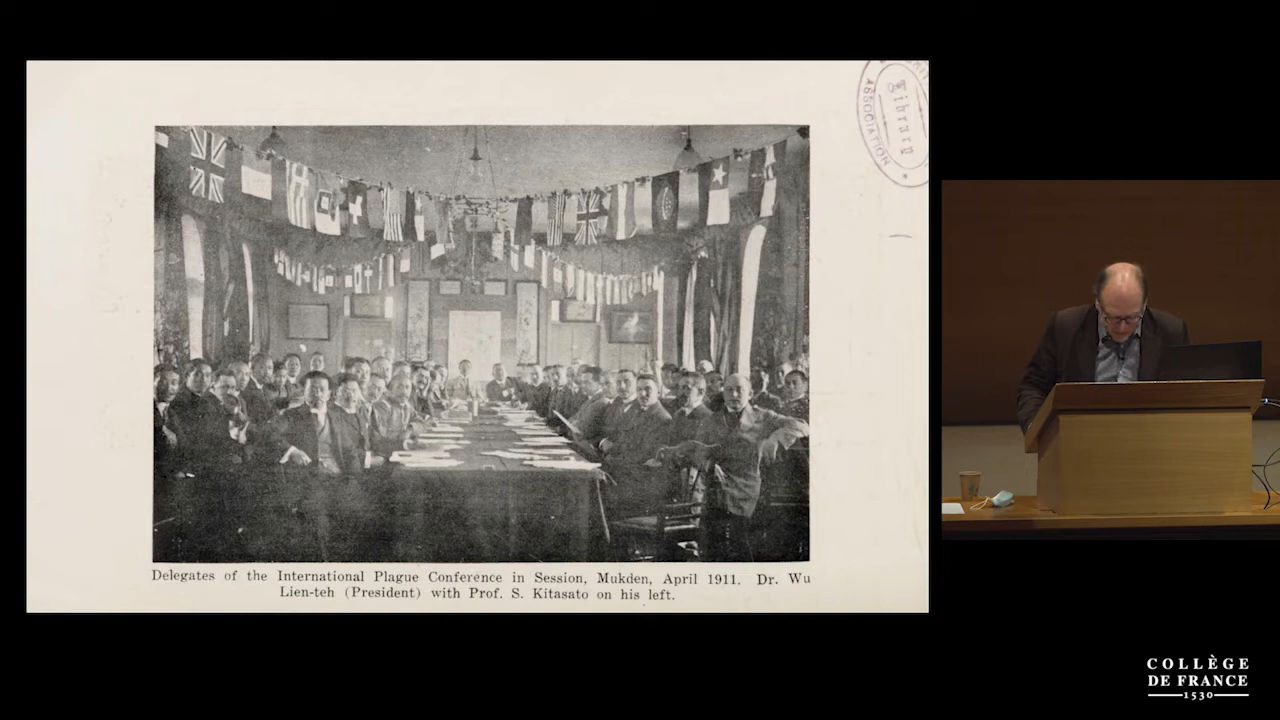 Library
ASSOCIATION
Delegates of the International Plague Conference in Session, Mukden, April 1911. Dr. Wu
Lien-teh (President) with Prof. S. Kitasato on his left.
COLLÈGE
DE FRANCE
1530